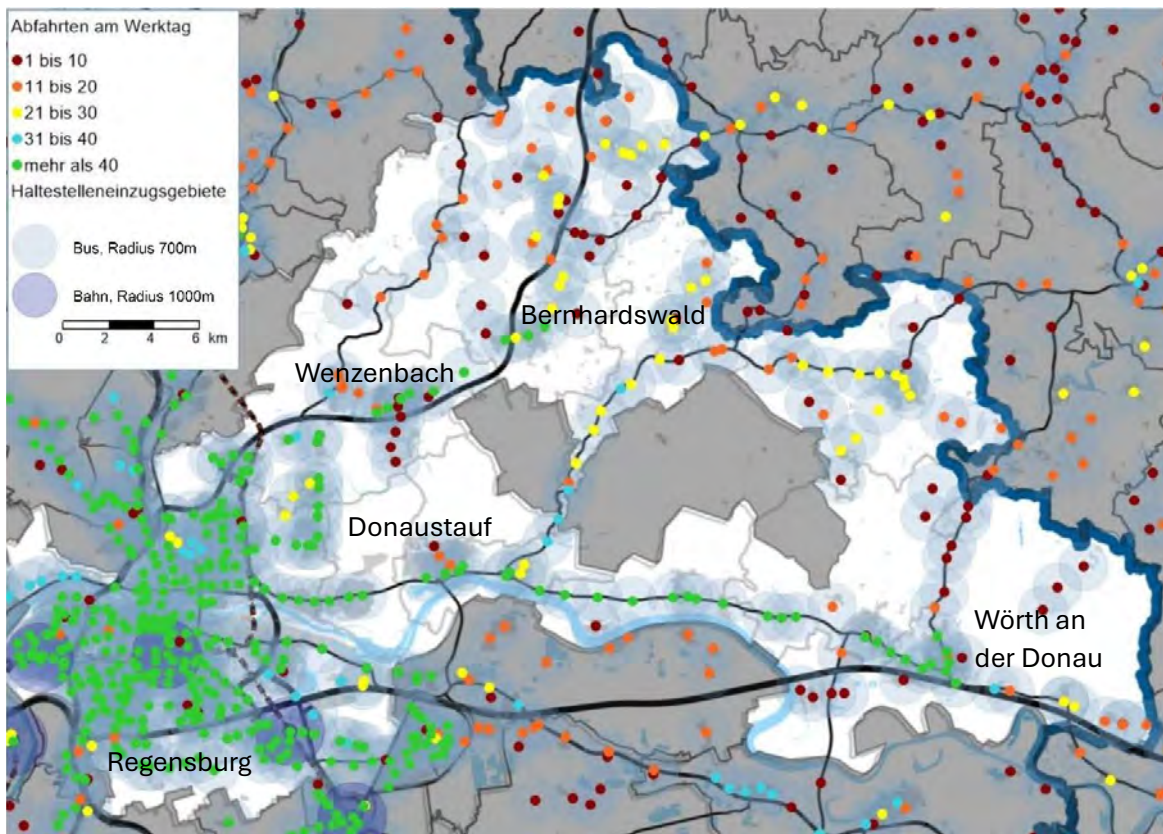 Abfahrten am Werktag
1 bis 10
11 bis 20
21 bis 30
31 bis 40
mehr als 40
Haltestelleneinzugsgebiete
Bus, Radius 700m
Bahn, Radius 1000m
0 2 4 6 km
Bernhardswald
Wenzenbach
Donaustauf
Wörth an
der Donau
Regensburg